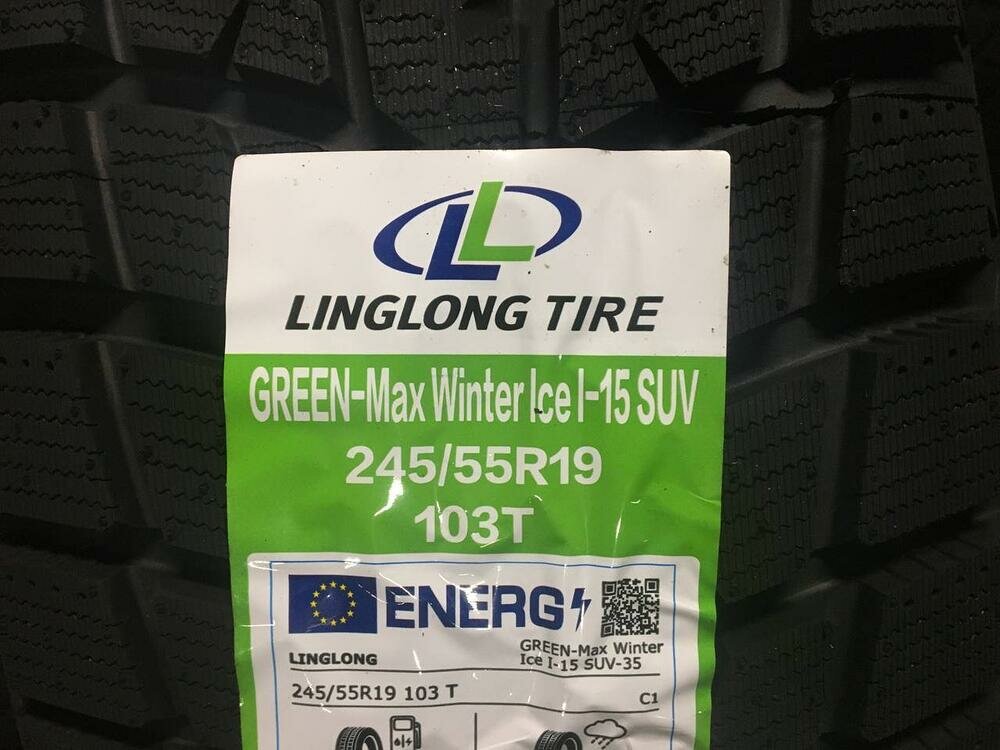 LL
LINGLONG TIRE
GREEN-Max Winter Ice I-15 SUV
245/55R19
103T
ENERG
LINGLONG
GREEN-Max Winter
Ice I-15 SUV-35
245/55R19 103 T
C1